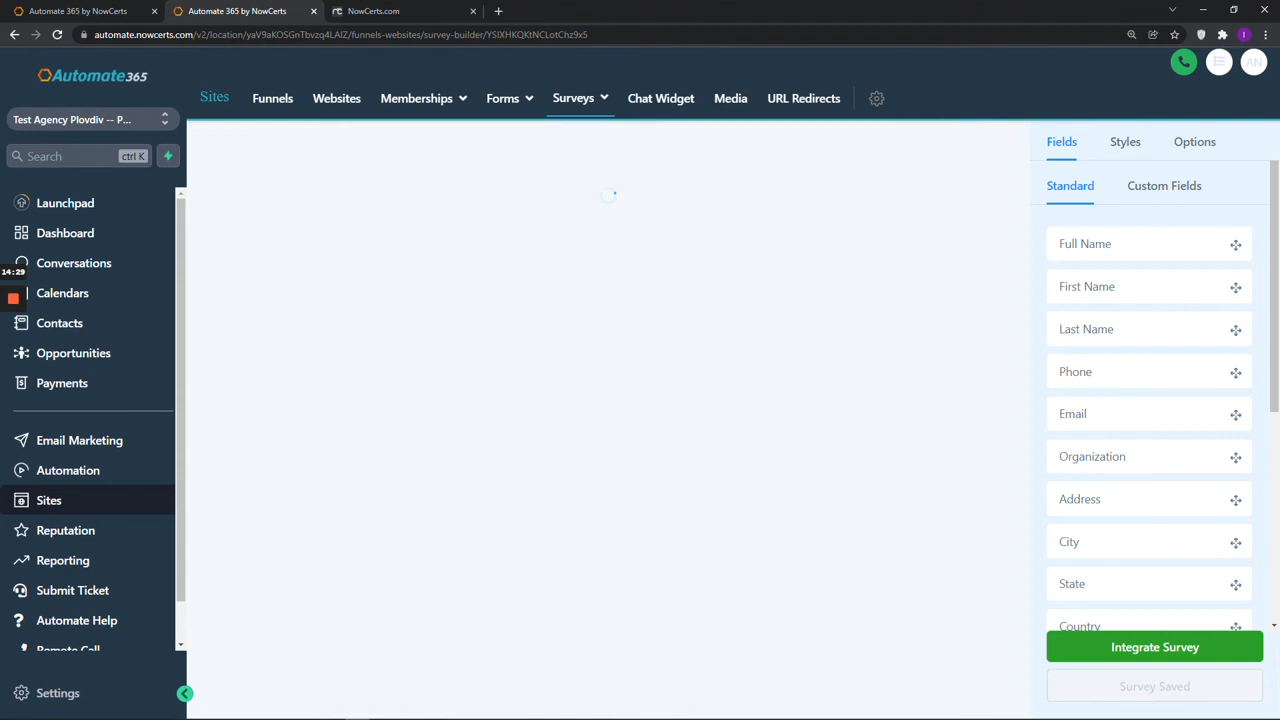 Automate 365 by NowCerts
Automate 365 by NowCerts
NowCerts.com
automate.nowcerts.com/v2/location/yaV9aKOSGnTbvzq4LAIZ/funnels-websites/survey-builder/YSIXHKQKtNCLotChz9x5
Automate365
Sites
Funnels
Websites
Memberships
Forms
Surveys
Chat Widget
Media
URL Redirects
AN
Test Agency Plovdiv -- P...
Search
ctrl K
Launchpad
Dashboard
Conversations
14:29
Calendars
Contacts
Opportunities
Payments
Email Marketing
Automation
Sites
Reputation
Reporting
Submit Ticket
Automate Help
Remote Call
Settings
Fields
Styles
Options
Standard
Custom Fields
Full Name
First Name
Last Name
Phone
Email
Organization
Address
City
State
Country
Integrate Survey
Survey Saved